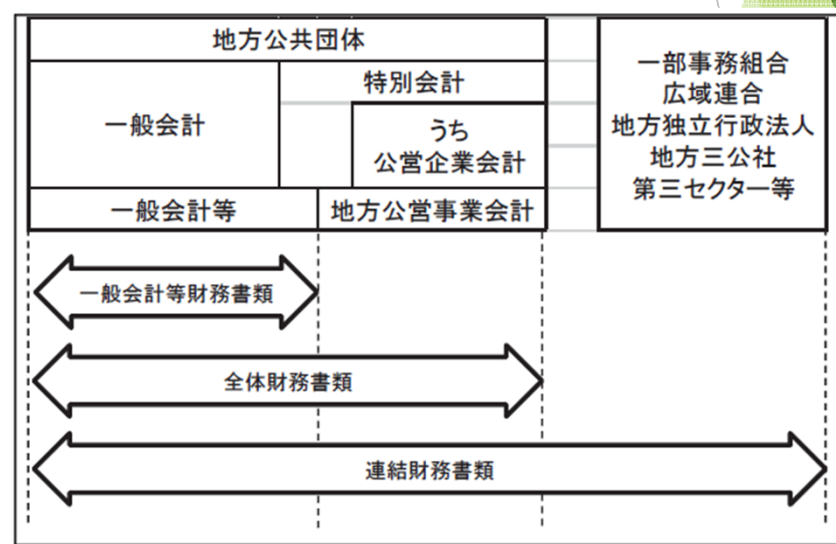 地方公共団体
一般会計
特別会計
うち
公営企業会計
一般会計等
地方公営事業会計
一部事務組合
広域連合
地方独立行政法人
地方三公社
第三セクター等
一般会計等財務書類
全体財務書類
連結財務書類